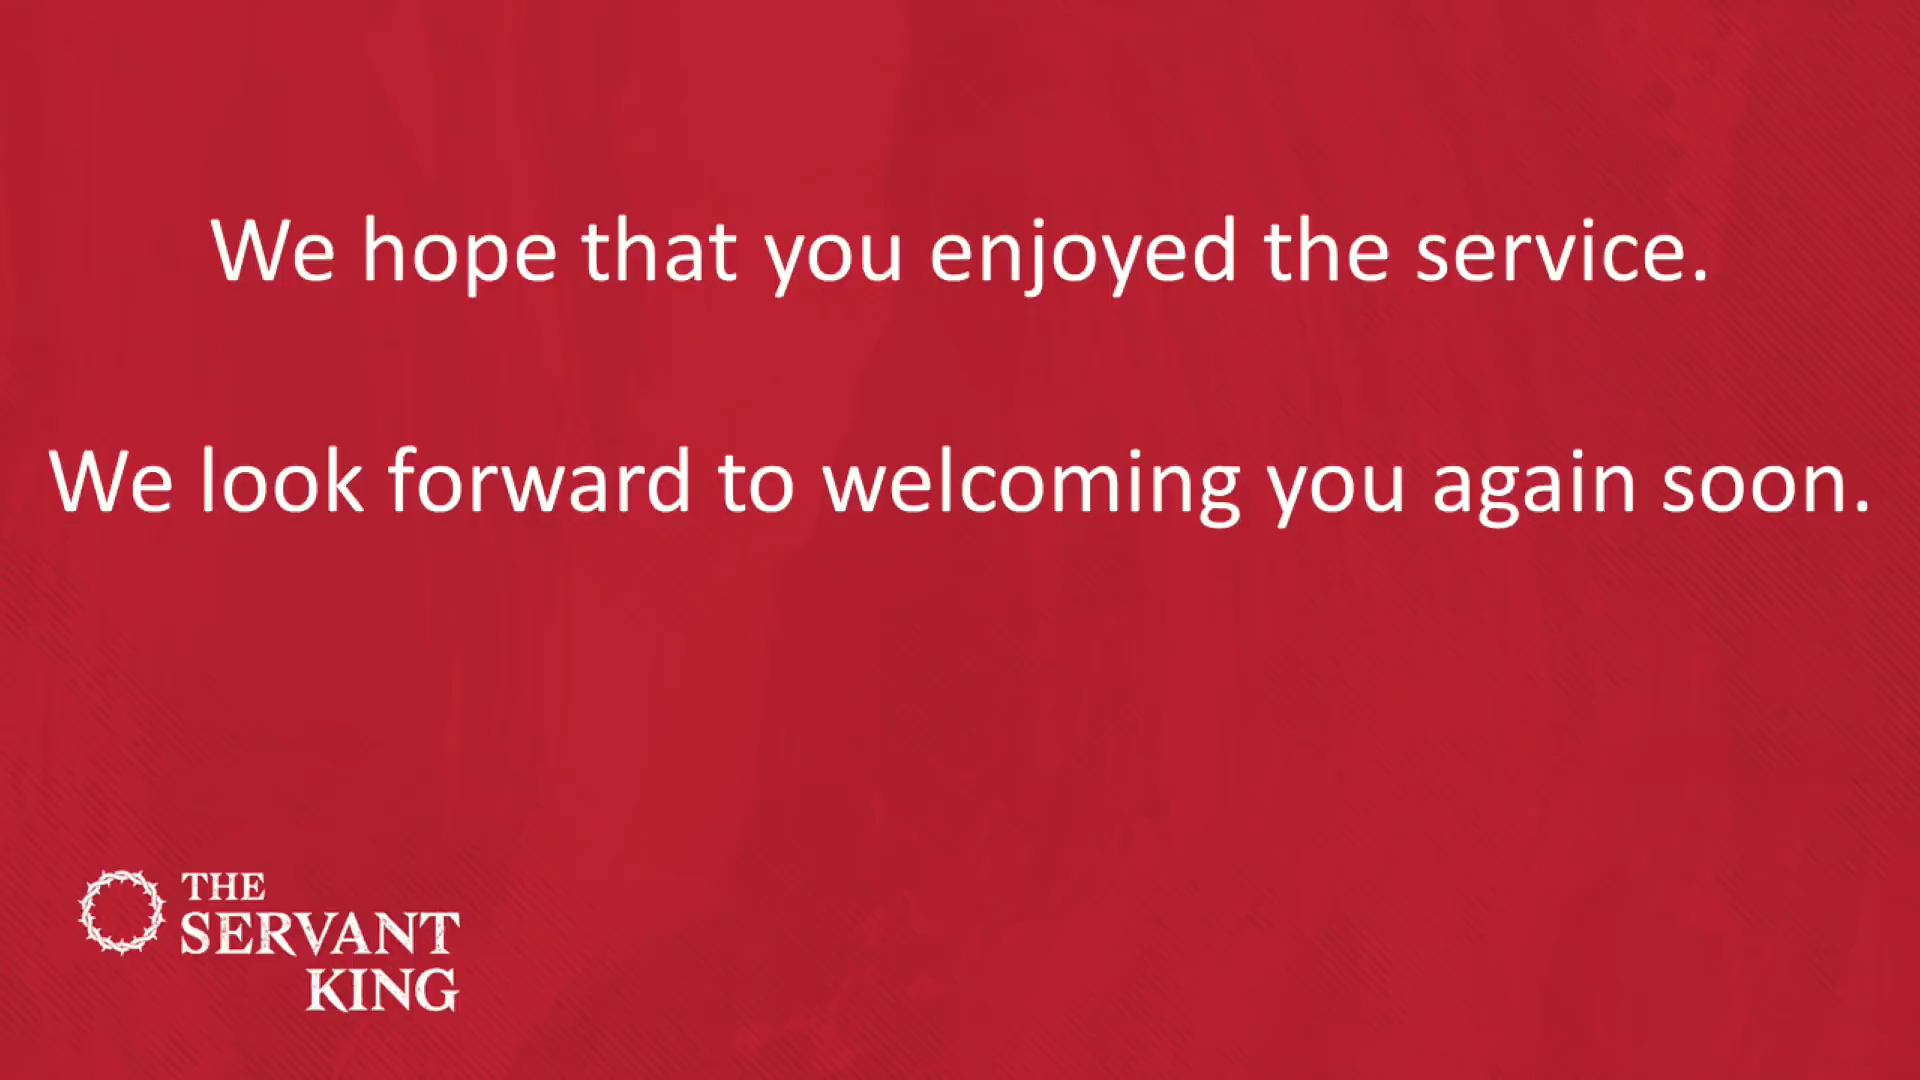 We hope that you enjoyed the service.
We look forward to welcoming you again soon.
THE
SERVANT
KING